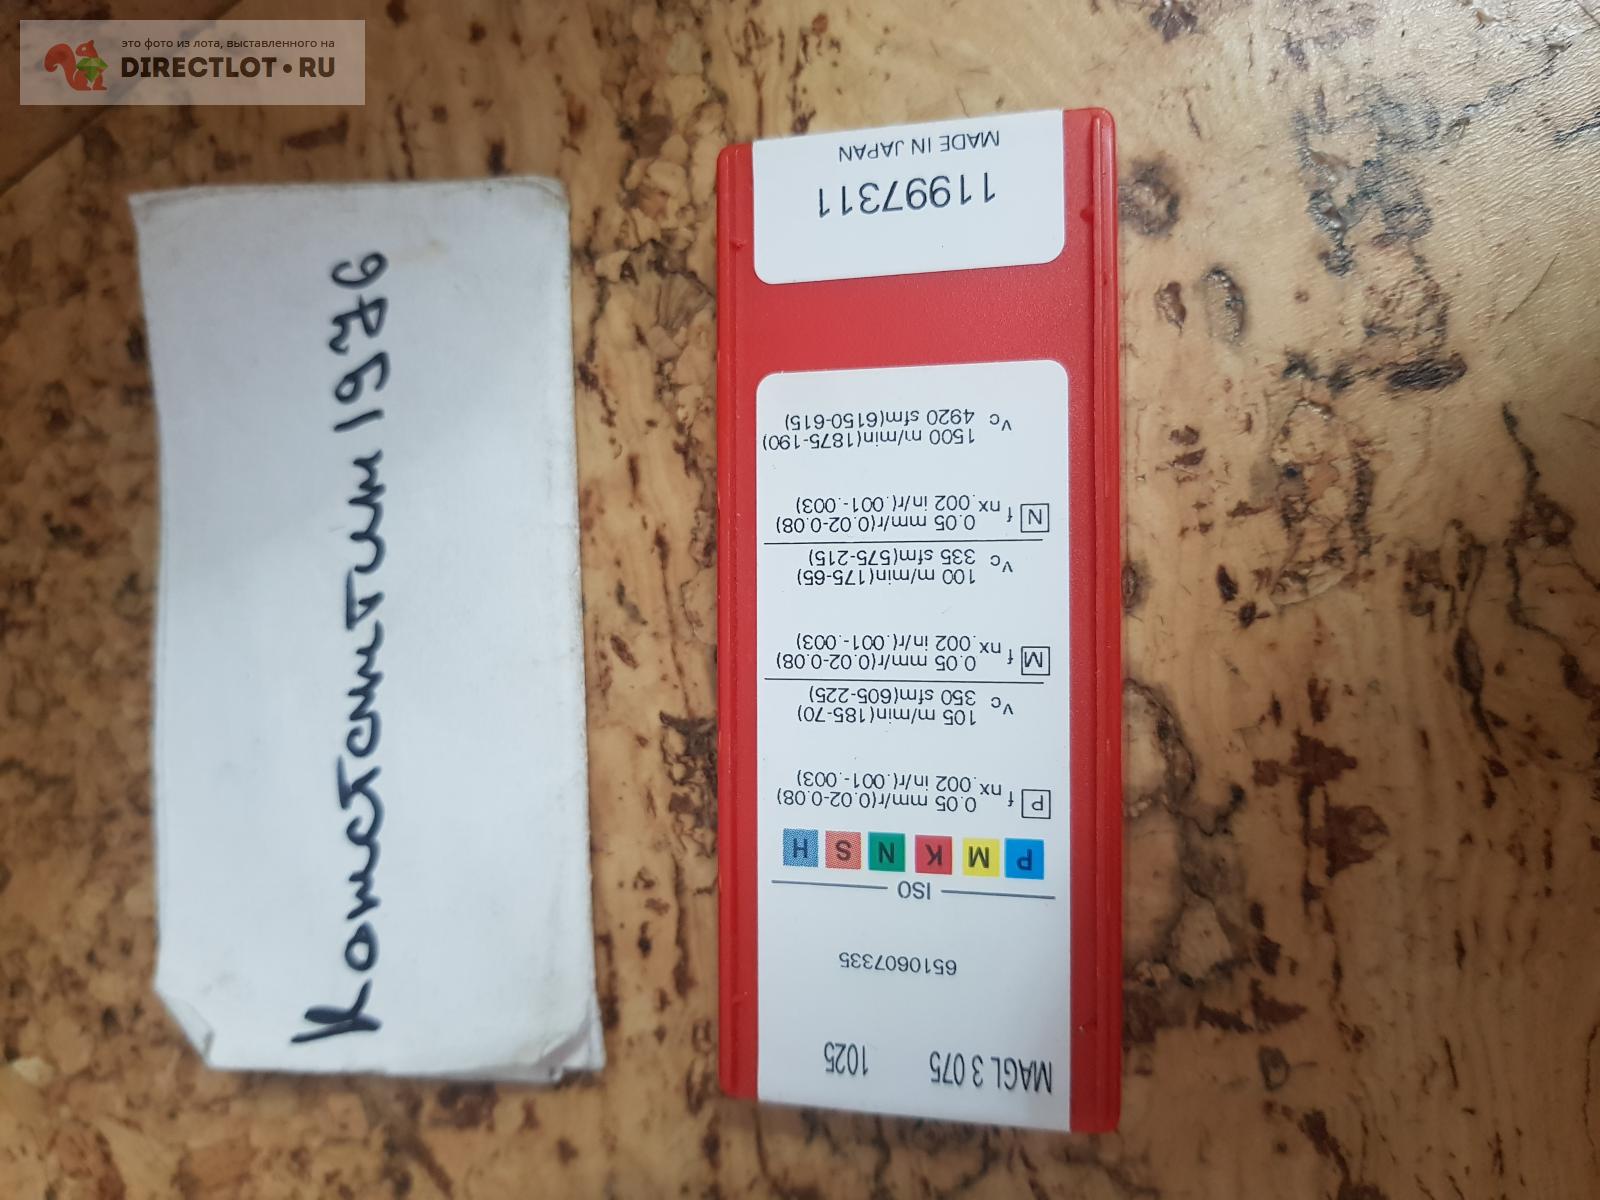 это фото из лота, выставленного на
DIRECTLOT•RU
Константин 1976
MAGL 3 075 1025
6510607335
ISO
P M K N S H
P f nx 0.05 mm/r(0.02-0.08)
.002 in/r(.001-.003)
vc 105 m/min(185-70)
350 sfm(605-225)
M f nx 0.05 mm/r(0.02-0.08)
.002 in/r(.001-.003)
vc 100 m/min(175-65)
335 sfm(575-215)
N f nx 0.05 mm/r(0.02-0.08)
.002 in/r(.001-.003)
vc 1500 m/min(1875-190)
4920 sfm(6150-615)
11997311
MADE IN JAPAN